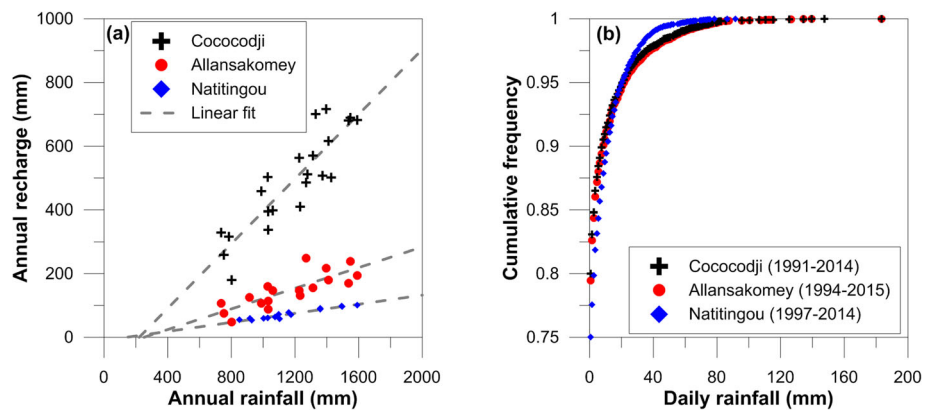 (a)
Cococodji
Allansakomey
Natitingou
Linear fit
Annual recharge (mm)
1000
800
600
400
200
0
0
400
800
1200
1600
2000
Annual rainfall (mm)
(b)
Cumulative frequency
1
0.95
0.9
0.85
0.8
0.75
Cococodji (1991-2014)
Allansakomey (1994-2015)
Natitingou (1997-2014)
0
40
80
120
160
200
Daily rainfall (mm)